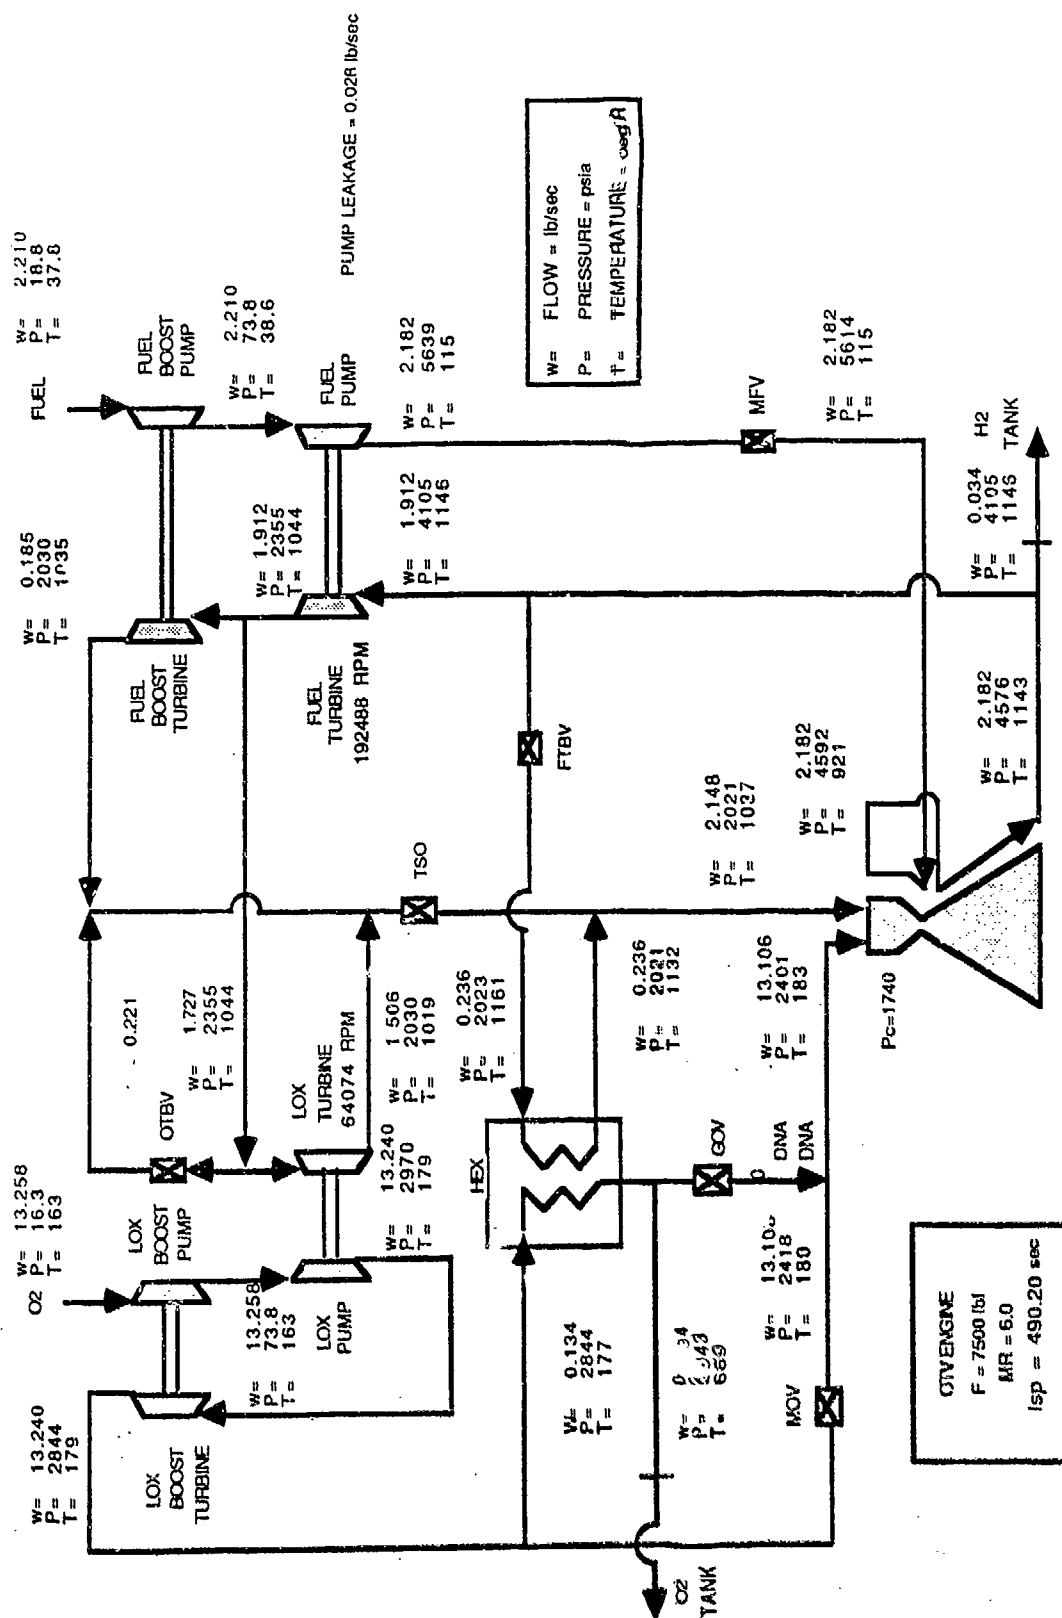 FUEL
w= 2.210
P= 18.8
T= 37.8
FUEL
BOOST
PUMP
w= 2.210
P= 73.8
T= 38.6
FUEL
PUMP
PUMP LEAKAGE = 0.028 lb/sec
w= 2.182
P= 5639
T= 115
w= 0.185
P= 2030
T= 1035
FUEL
BOOST
TURBINE
w= 1.912
P= 2355
T= 1044
FUEL
TURBINE
192488 RPM
w= 1.912
P= 4105
T= 1146
w= FLOW = lb/sec
P= PRESSURE = psia
T= TEMPERATURE = deg R
MFV
w= 2.182
P= 5614
T= 115
H2
TANK
w= 0.034
P= 4105
T= 1146
FTBV
w= 2.182
P= 4576
T= 1143
w= 2.182
P= 4592
T= 921
w= 2.148
P= 2021
T= 1037
TSO
0.221
OTBV
w= 1.727
P= 2355
T= 1044
LOX
TURBINE
64074 RPM
w= 1.506
P= 2030
T= 1019
w= 0.236
P= 2023
T= 1161
HEX
w= 0.236
P= 2021
T= 1132
w= 13.106
P= 2401
T= 183
Pc=1740
O2
w= 13.258
P= 16.3
T= 163
LOX
BOOST
PUMP
w= 13.258
P= 73.8
T= 163
LOX
PUMP
w= 13.240
P= 2970
T= 179
w= 13.240
P= 2844
T= 179
LOX
BOOST
TURBINE
w= 0.134
P= 2844
T= 177
GOV
0
DNA
DNA
w=
P=
T= 689
w= 13.106
P= 2418
T= 180
MOV
O2
TANK
OTV ENGINE
F = 7500 lbf
MR = 6.0
Isp = 490.20 sec